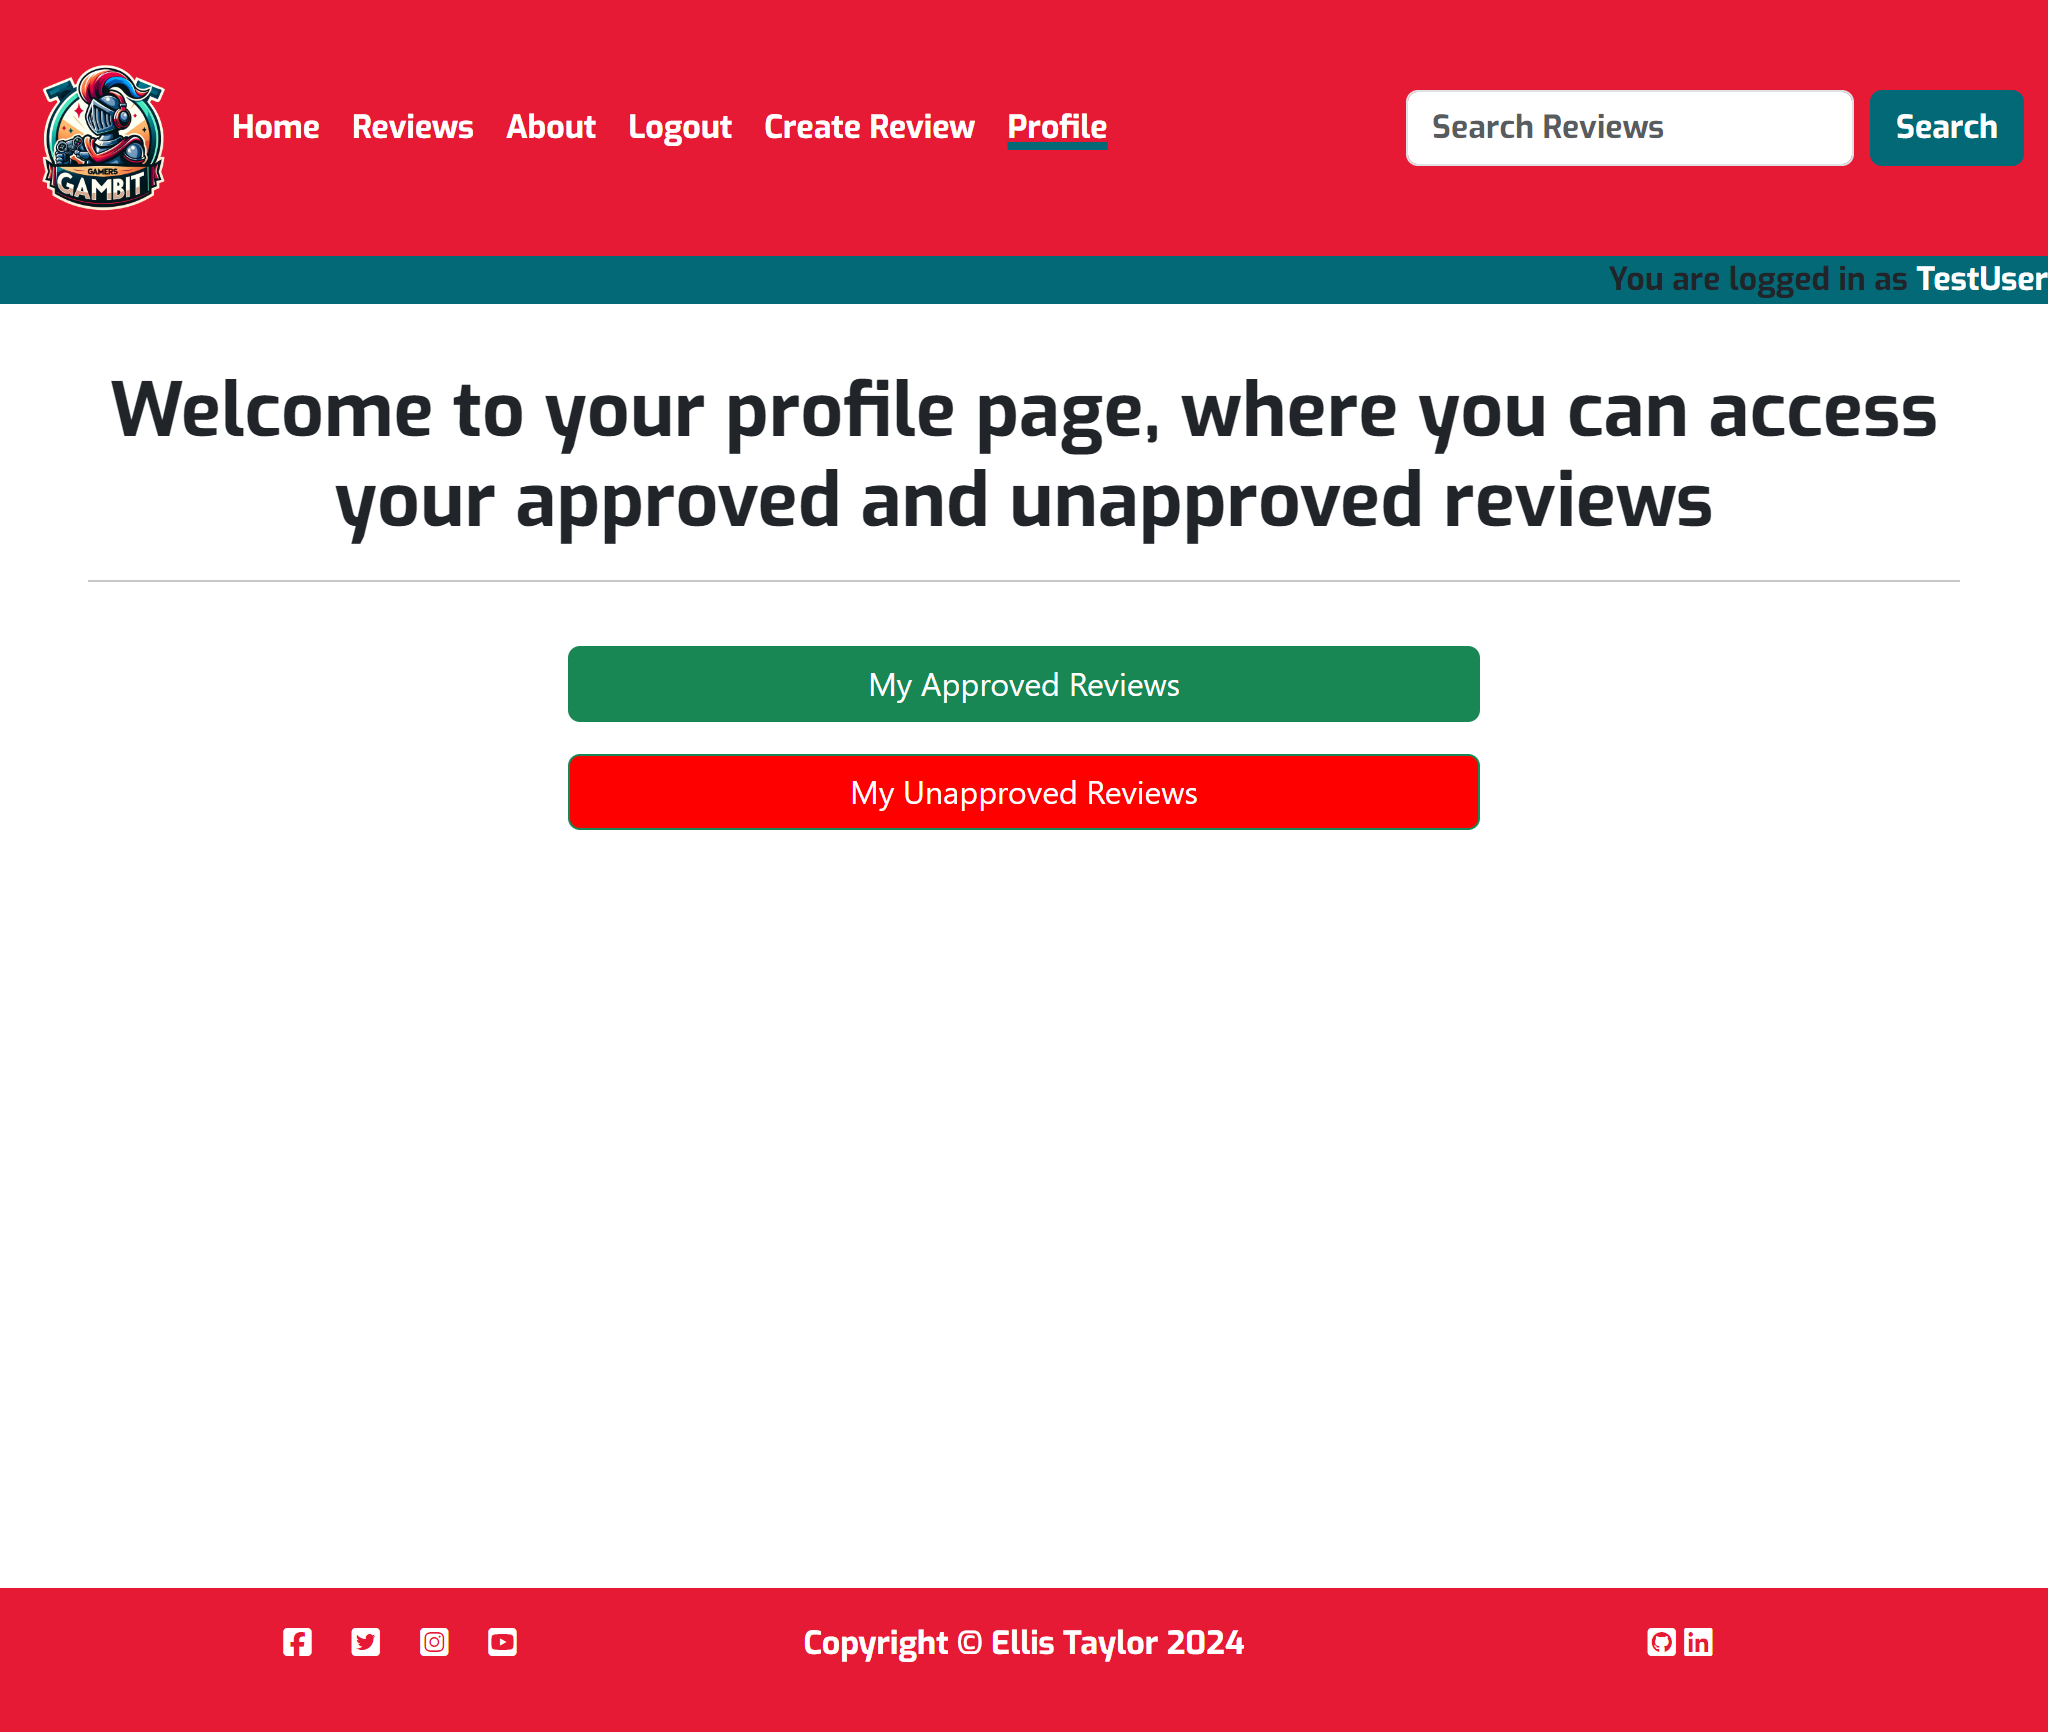 GAMERS
GAMBIT
Home Reviews About Logout Create Review Profile
Search Reviews
Search
You are logged in as TestUser
Welcome to your profile page, where you can access
your approved and unapproved reviews
My Approved Reviews
My Unapproved Reviews
Copyright © Ellis Taylor 2024